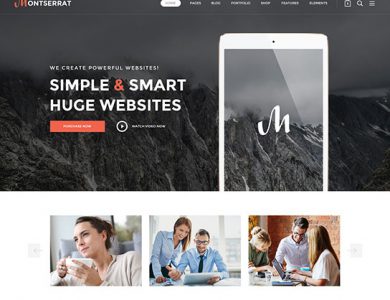 MONTSERRAT
HOME PAGES BLOG PORTFOLIO SHOP FEATURES ELEMENTS
WE CREATE POWERFUL WEBSITES!
SIMPLE & SMART
HUGE WEBSITES
PURCHASE NOW WATCH VIDEO NOW
M